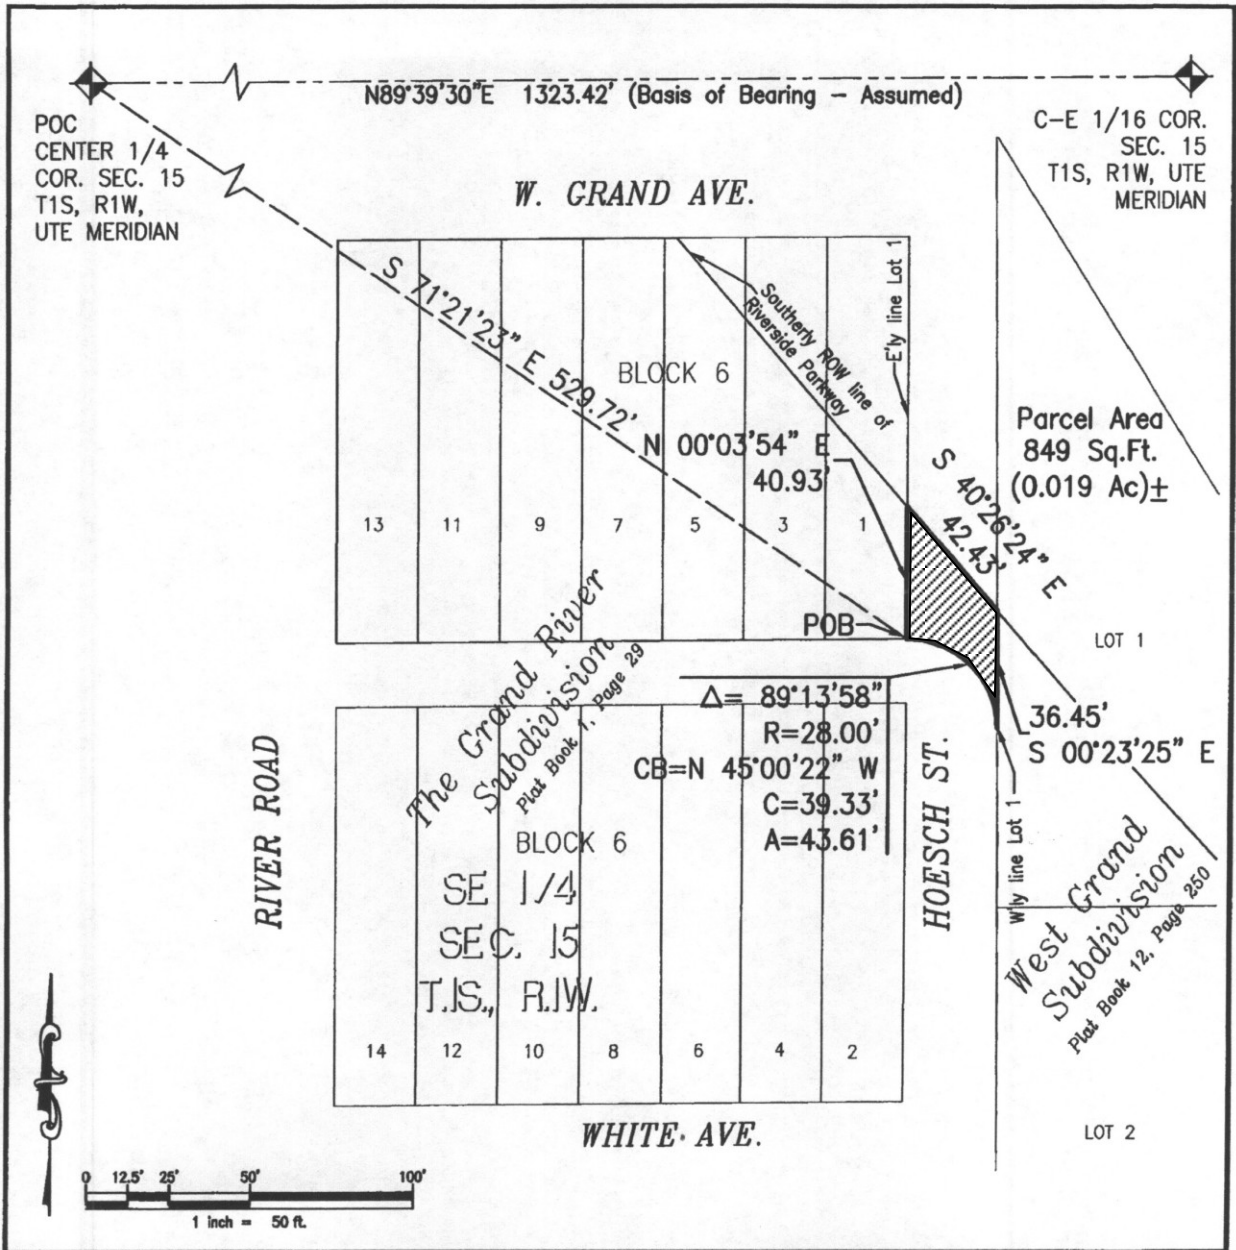 N89°39'30"E 1323.42' (Basis of Bearing - Assumed)
POC
CENTER 1/4
COR. SEC. 15
T1S, R1W,
UTE MERIDIAN
C-E 1/16 COR.
SEC. 15
T1S, R1W, UTE
MERIDIAN
W. GRAND AVE.
S 71°21'23" E 529.72'
BLOCK 6
Southerly ROW line of
Riverside Parkway
E'ly line Lot 1
N 00°03'54" E
40.93'
S 40°26'24" E
42.43'
Parcel Area
849 Sq.Ft.
(0.019 Ac)±
13 11 9 7 5 3 1
POB
LOT 1
The Grand River
Subdivision
Plat Book 1, Page 29
Δ= 89°13'58"
R=28.00'
CB=N 45°00'22" W
C=39.33'
A=43.61'
36.45'
S 00°23'25" E
RIVER ROAD
HOESCH ST.
W'ly line Lot 1
BLOCK 6
SE 1/4
SEC. 15
T.1S., R.1W.
West Grand
Subdivision
Plat Book 12, Page 250
14 12 10 8 6 4 2
LOT 2
WHITE AVE.
0 12.5' 25' 50' 100'
1 inch = 50 ft.